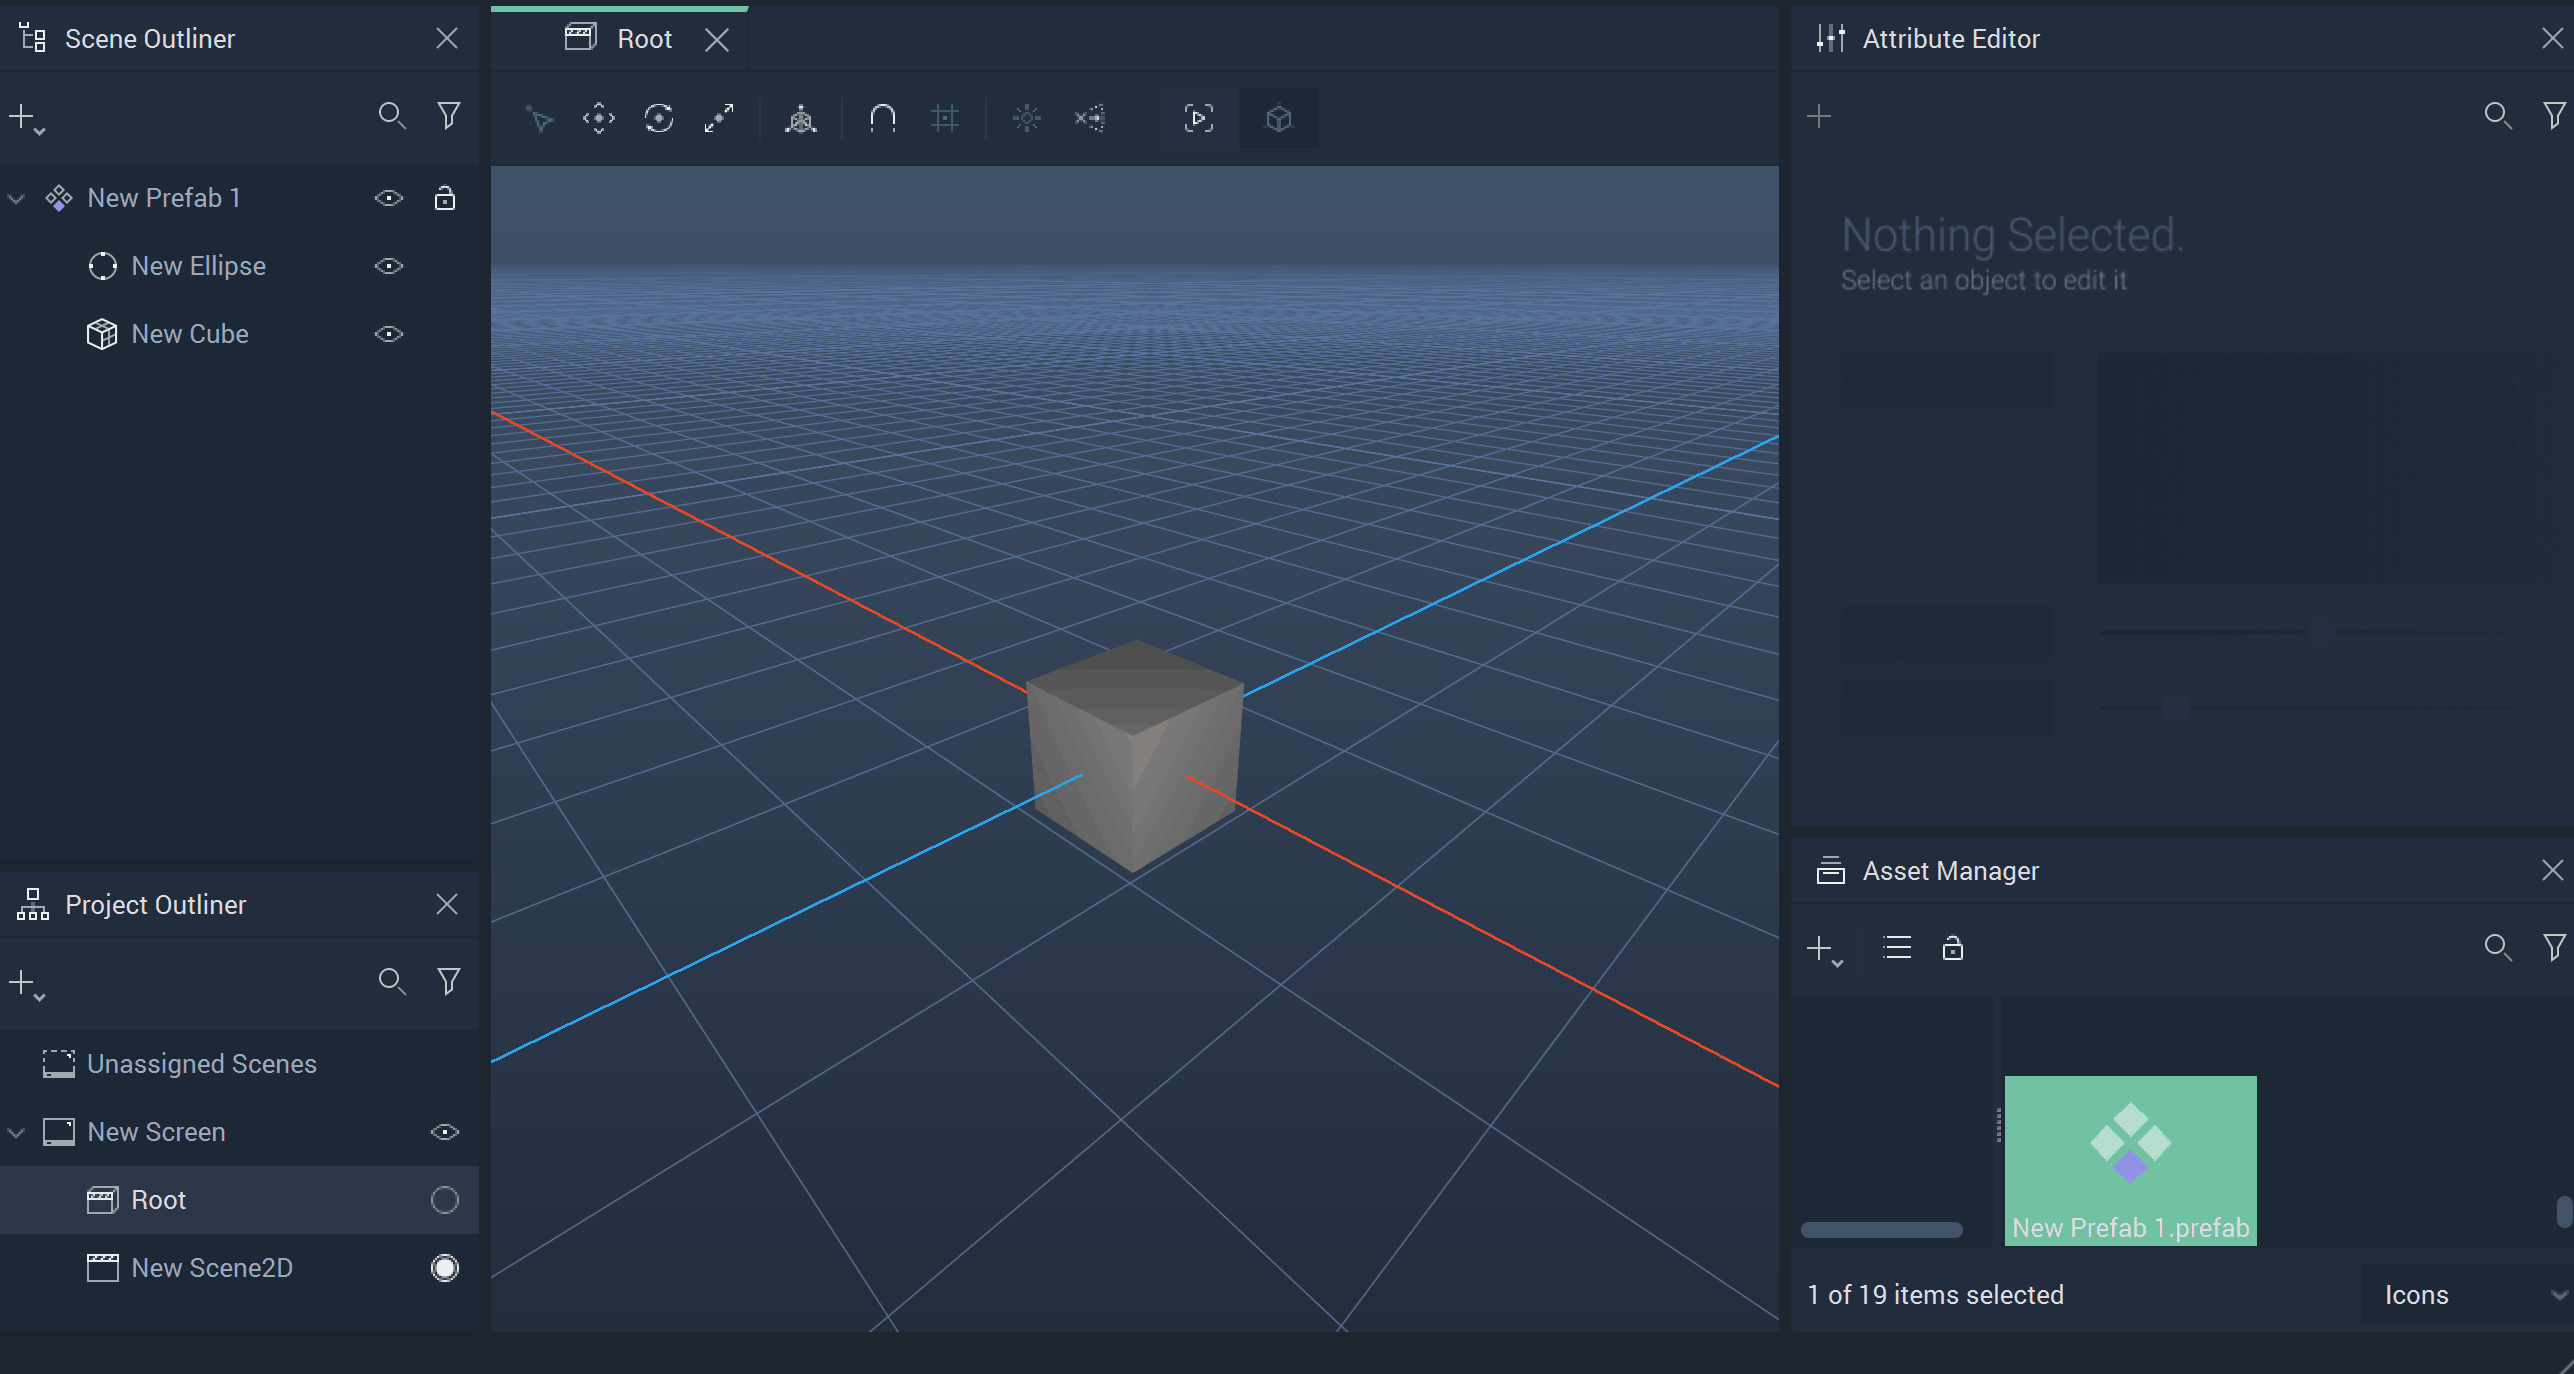 Scene Outliner
New Prefab 1
New Ellipse
New Cube
Project Outliner
Unassigned Scenes
New Screen
Root
New Scene2D
Root
Attribute Editor
Nothing Selected.
Select an object to edit it
Asset Manager
New Prefab 1.prefab
1 of 19 items selected
Icons